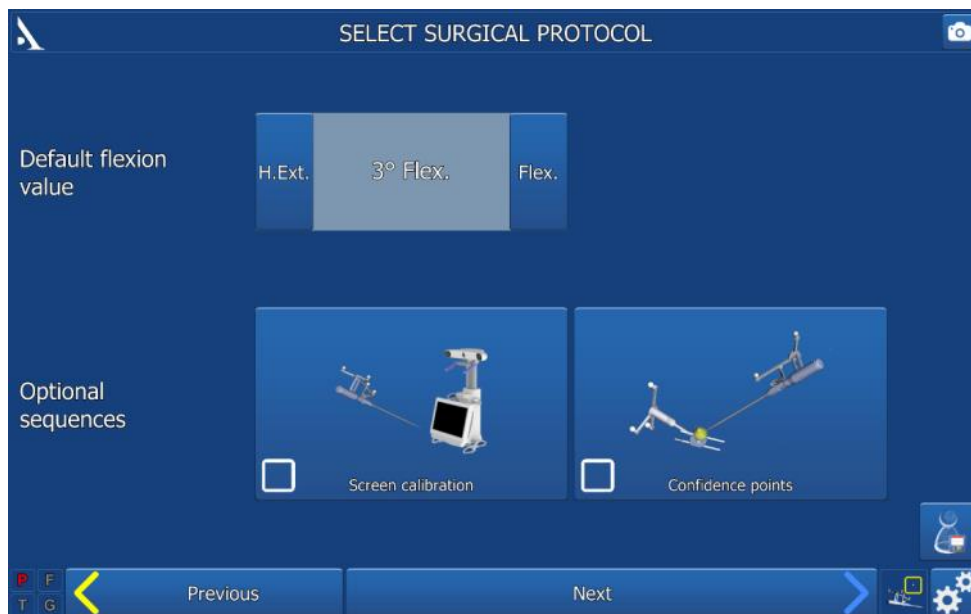 SELECT SURGICAL PROTOCOL
Default flexion
value
H.Ext.
3° Flex.
Flex.
Optional
sequences
Screen calibration
Confidence points
P F
T G
Previous
Next